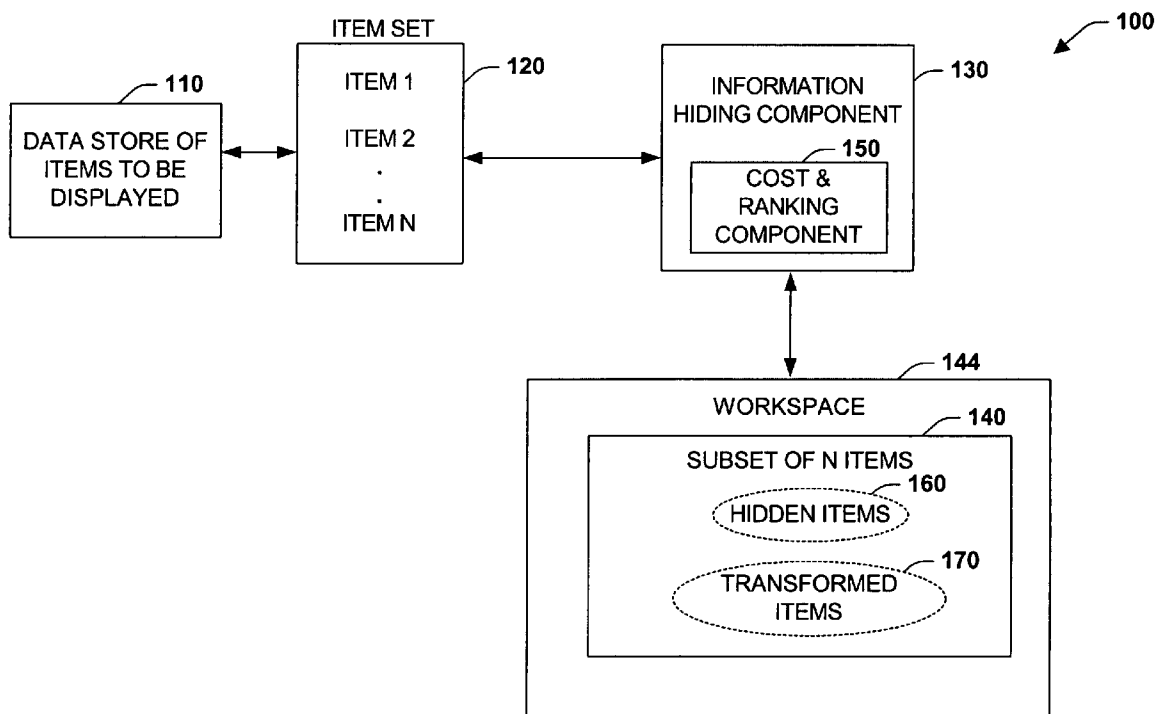 100
110
DATA STORE OF
ITEMS TO BE
DISPLAYED
ITEM SET
120
ITEM 1
ITEM 2
.
.
ITEM N
130
INFORMATION
HIDING COMPONENT
150
COST &
RANKING
COMPONENT
144
WORKSPACE
140
SUBSET OF N ITEMS
160
HIDDEN ITEMS
170
TRANSFORMED
ITEMS